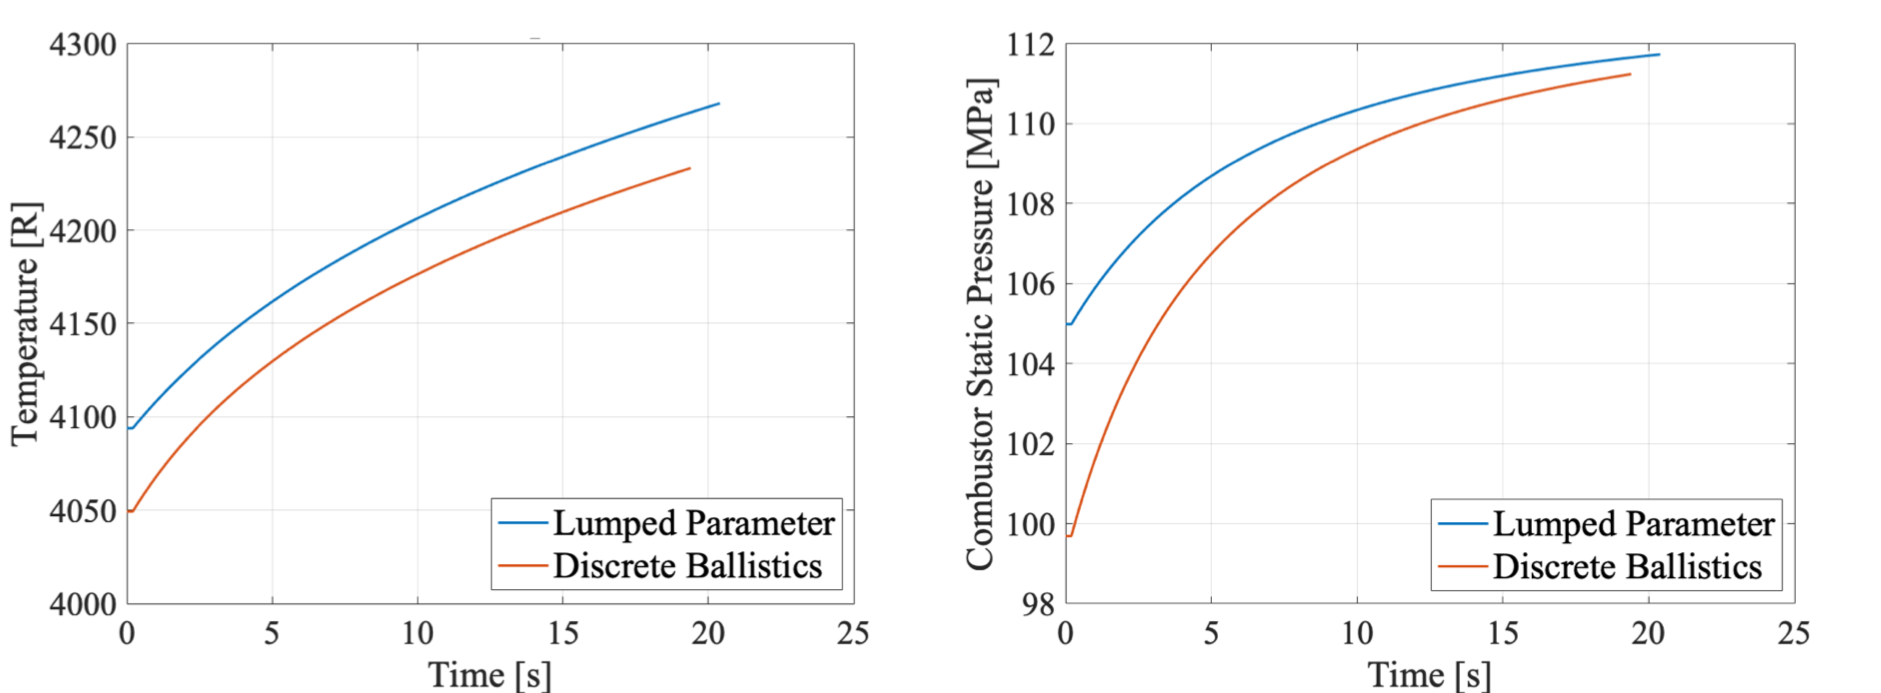 4300
4250
4200
4150
4100
4050
4000
Temperature [R]
0 5 10 15 20 25
Time [s]
Lumped Parameter
Discrete Ballistics
112
110
108
106
104
102
100
98
Combustor Static Pressure [MPa]
0 5 10 15 20 25
Time [s]
Lumped Parameter
Discrete Ballistics